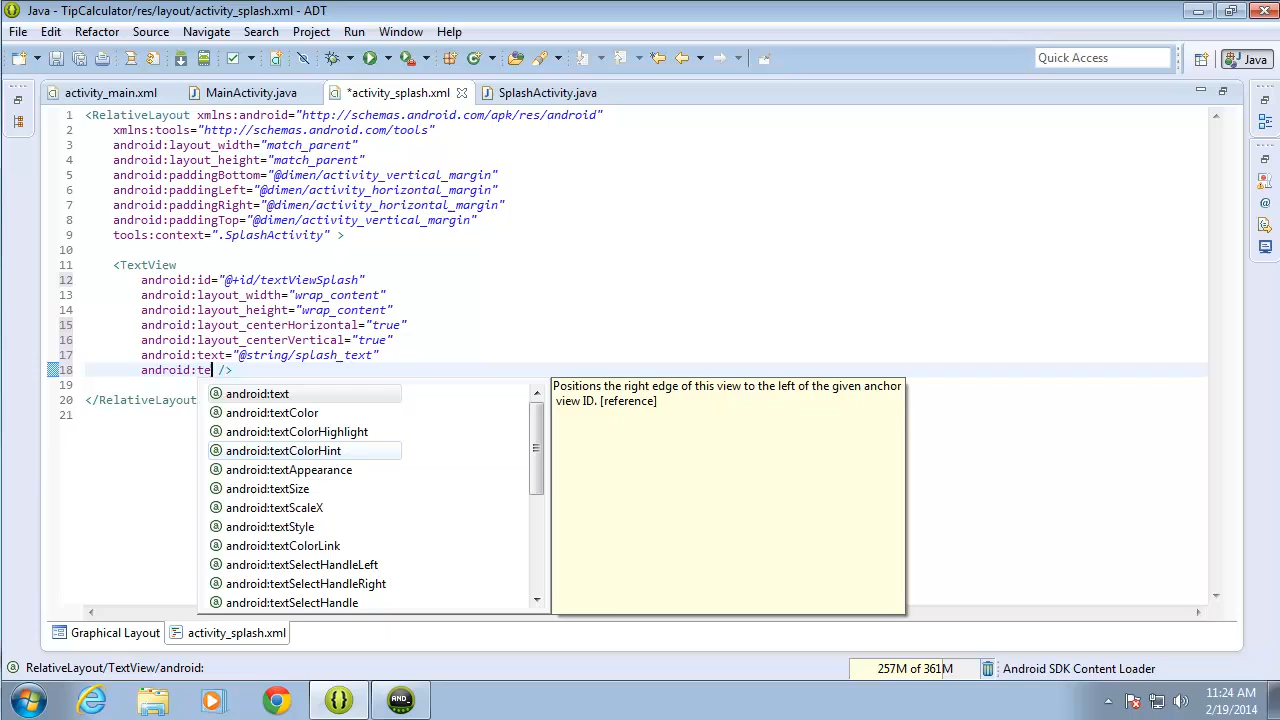 Java - TipCalculator/res/layout/activity_splash.xml - ADT
File Edit Refactor Source Navigate Search Project Run Window Help
Quick Access
Java
activity_main.xml
MainActivity.java
*activity_splash.xml
SplashActivity.java
1 <RelativeLayout xmlns:android="http://schemas.android.com/apk/res/android"
2 xmlns:tools="http://schemas.android.com/tools"
3 android:layout_width="match_parent"
4 android:layout_height="match_parent"
5 android:paddingBottom="@dimen/activity_vertical_margin"
6 android:paddingLeft="@dimen/activity_horizontal_margin"
7 android:paddingRight="@dimen/activity_horizontal_margin"
8 android:paddingTop="@dimen/activity_vertical_margin"
9 tools:context=".SplashActivity" >
10
11 <TextView
12 android:id="@+id/textViewSplash"
13 android:layout_width="wrap_content"
14 android:layout_height="wrap_content"
15 android:layout_centerHorizontal="true"
16 android:layout_centerVertical="true"
17 android:text="@string/splash_text"
18 android:te />
19
20 </RelativeLayout
21
android:text
android:textColor
android:textColorHighlight
android:textColorHint
android:textAppearance
android:textSize
android:textScaleX
android:textStyle
android:textColorLink
android:textSelectHandleLeft
android:textSelectHandleRight
android:textSelectHandle
Positions the right edge of this view to the left of the given anchor
view ID. [reference]
Graphical Layout
activity_splash.xml
RelativeLayout/TextView/android:
257M of 361M
Android SDK Content Loader
11:24 AM
2/19/2014